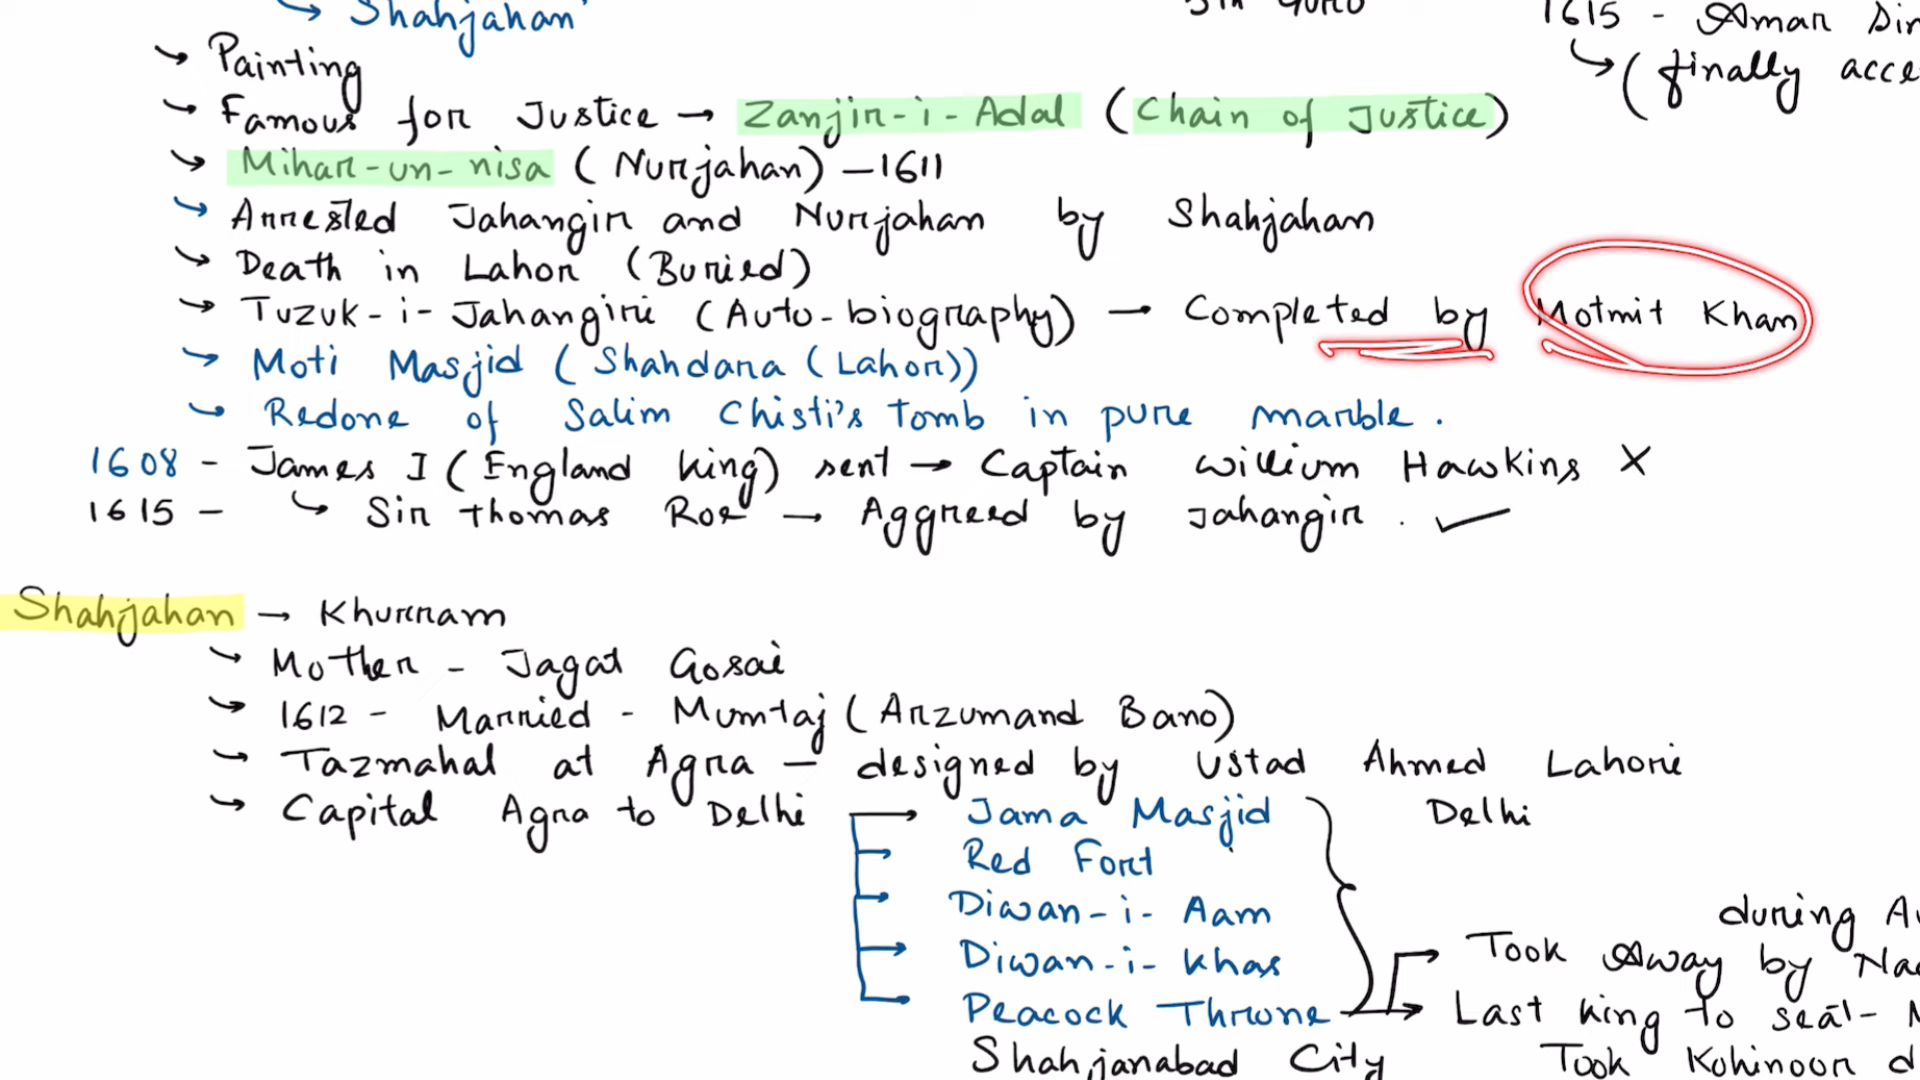 ↳ Shahjahan
1615 - Amar
↳ Painting
↳ (finally
↳ Famous for Justice → Zanjir-i-Adal (Chain of Justice)
↳ Mihar-un-nisa (Nurjahan) - 1611
↳ Arrested Jahangir and Nurjahan by Shahjahan
↳ Death in Lahor (Buried)
↳ Tuzuk-i-Jahangiri (Auto-biography) → Completed by Motmit Khan
↳ Moti Masjid (Shahdara (Lahor))
↳ Redone of Salim Chisti's Tomb in pure marble.
1608 - James I (England king) sent → Captain Willium Hawkins X
1615 - ↳ Sir Thomas Roe → Aggreed by Jahangir. ✓
Shahjahan → Khurram
↳ Mother - Jagat Gosai
↳ 1612 - Married - Mumtaj (Arzumand Bano)
↳ Tazmahal at Agra - designed by Ustad Ahmed Lahori
↳ Capital Agra to Delhi → Jama Masjid Delhi
→ Red Fort
→ Diwan-i-Aam
during
→ Diwan-i-Khas
→ Took Away by
→ Peacock Throne → Last king to seat -
Shahjanabad City
Took Kohinoor